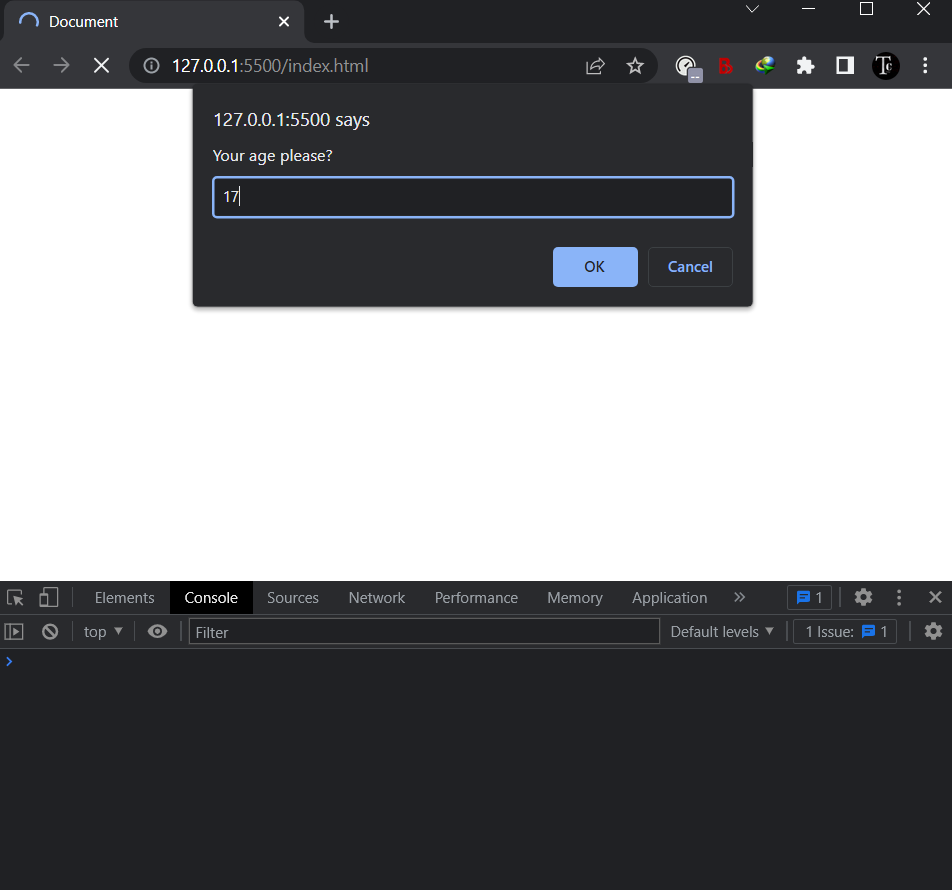 Document
127.0.0.1:5500/index.html
Tc
127.0.0.1:5500 says
Your age please?
17
OK Cancel
Elements Console Sources Network Performance Memory Application » 1
top Filter Default levels 1 Issue: 1